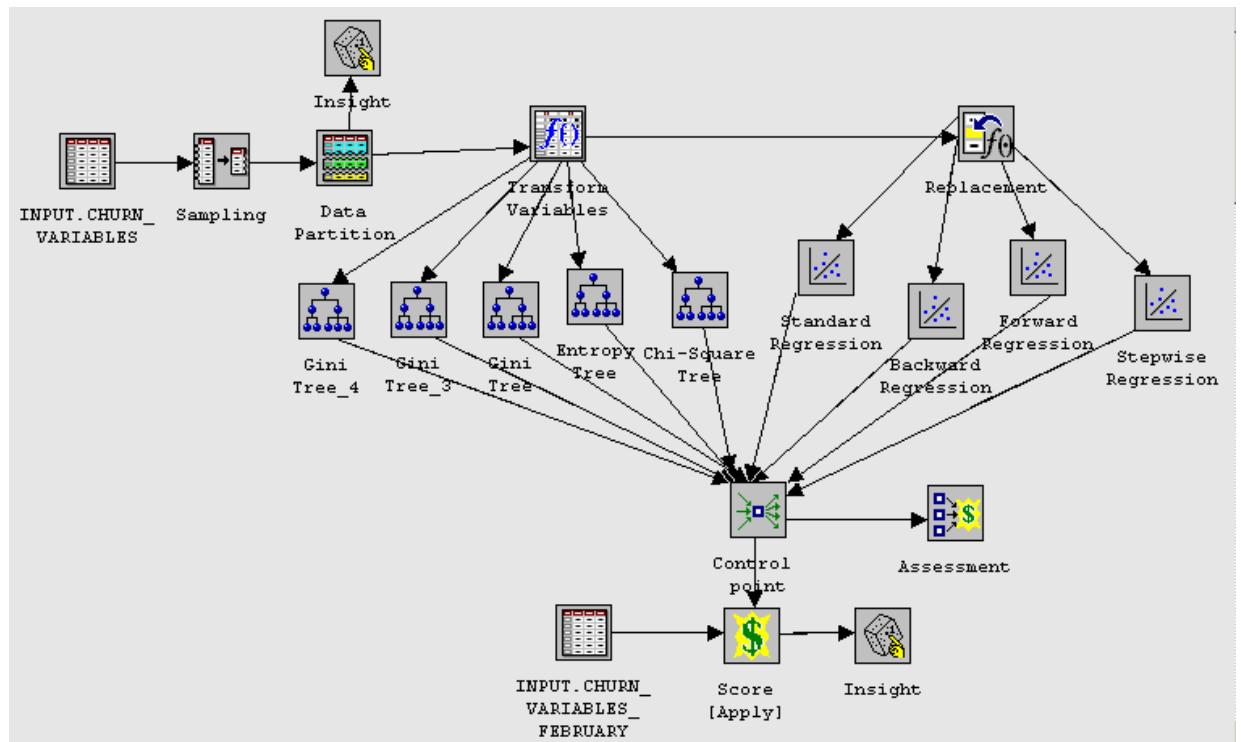 Insight
INPUT.CHURN_
VARIABLES
Sampling
Data
Partition
Transform
Variables
Replacement
Gini
Tree_4
Gini
Tree_3
Gini
Tree
Entropy
Tree
Chi-Square
Tree
Standard
Regression
Backward
Regression
Forward
Regression
Stepwise
Regression
Control
point
Assessment
INPUT.CHURN_
VARIABLES_
FEBRUARY
Score
[Apply]
Insight